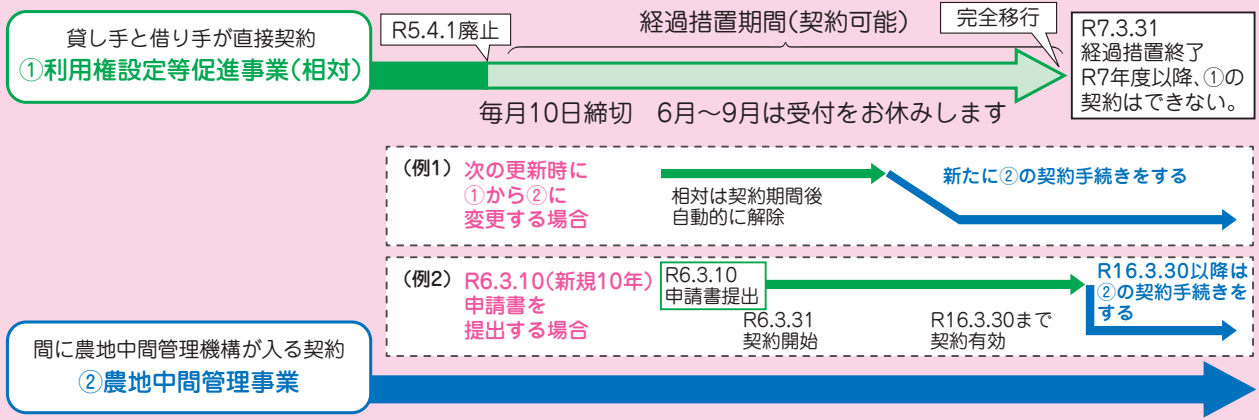 貸し手と借り手が直接契約
①利用権設定等促進事業(相対)
R5.4.1廃止
経過措置期間(契約可能)
完全移行
R7.3.31
経過措置終了
R7年度以降、①の
契約はできない。
毎月10日締切 6月～9月は受付をお休みします
(例1) 次の更新時に
①から②に
変更する場合
相対は契約期間後
自動的に解除
新たに②の契約手続きをする
(例2) R6.3.10(新規10年)
申請書を
提出する場合
R6.3.10
申請書提出
R6.3.31
契約開始
R16.3.30まで
契約有効
R16.3.30以降は
②の契約手続きを
する
間に農地中間管理機構が入る契約
②農地中間管理事業